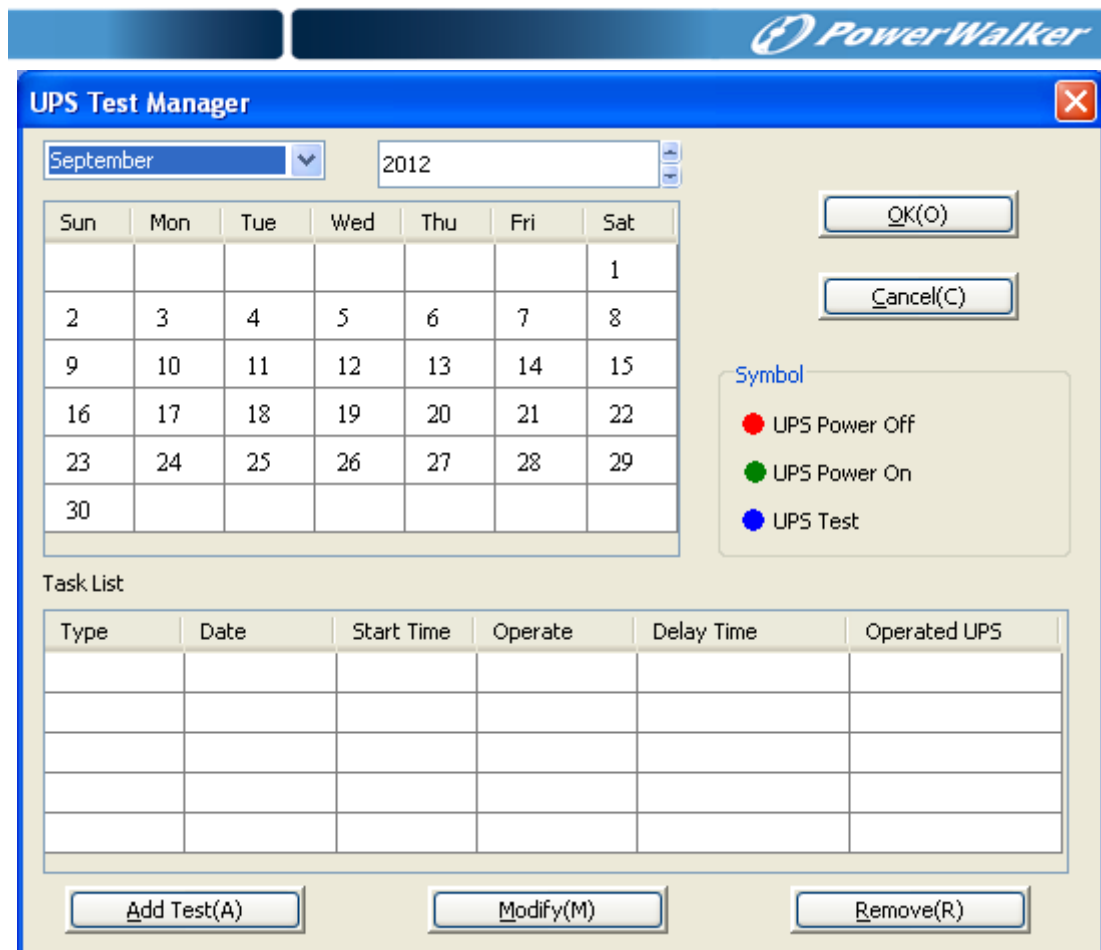 PowerWalker
UPS Test Manager
September 2012
Sun Mon Tue Wed Thu Fri Sat
1
2 3 4 5 6 7 8
9 10 11 12 13 14 15
16 17 18 19 20 21 22
23 24 25 26 27 28 29
30
OK(O)
Cancel(C)
Symbol
UPS Power Off
UPS Power On
UPS Test
Task List
Type Date Start Time Operate Delay Time Operated UPS
Add Test(A) Modify(M) Remove(R)